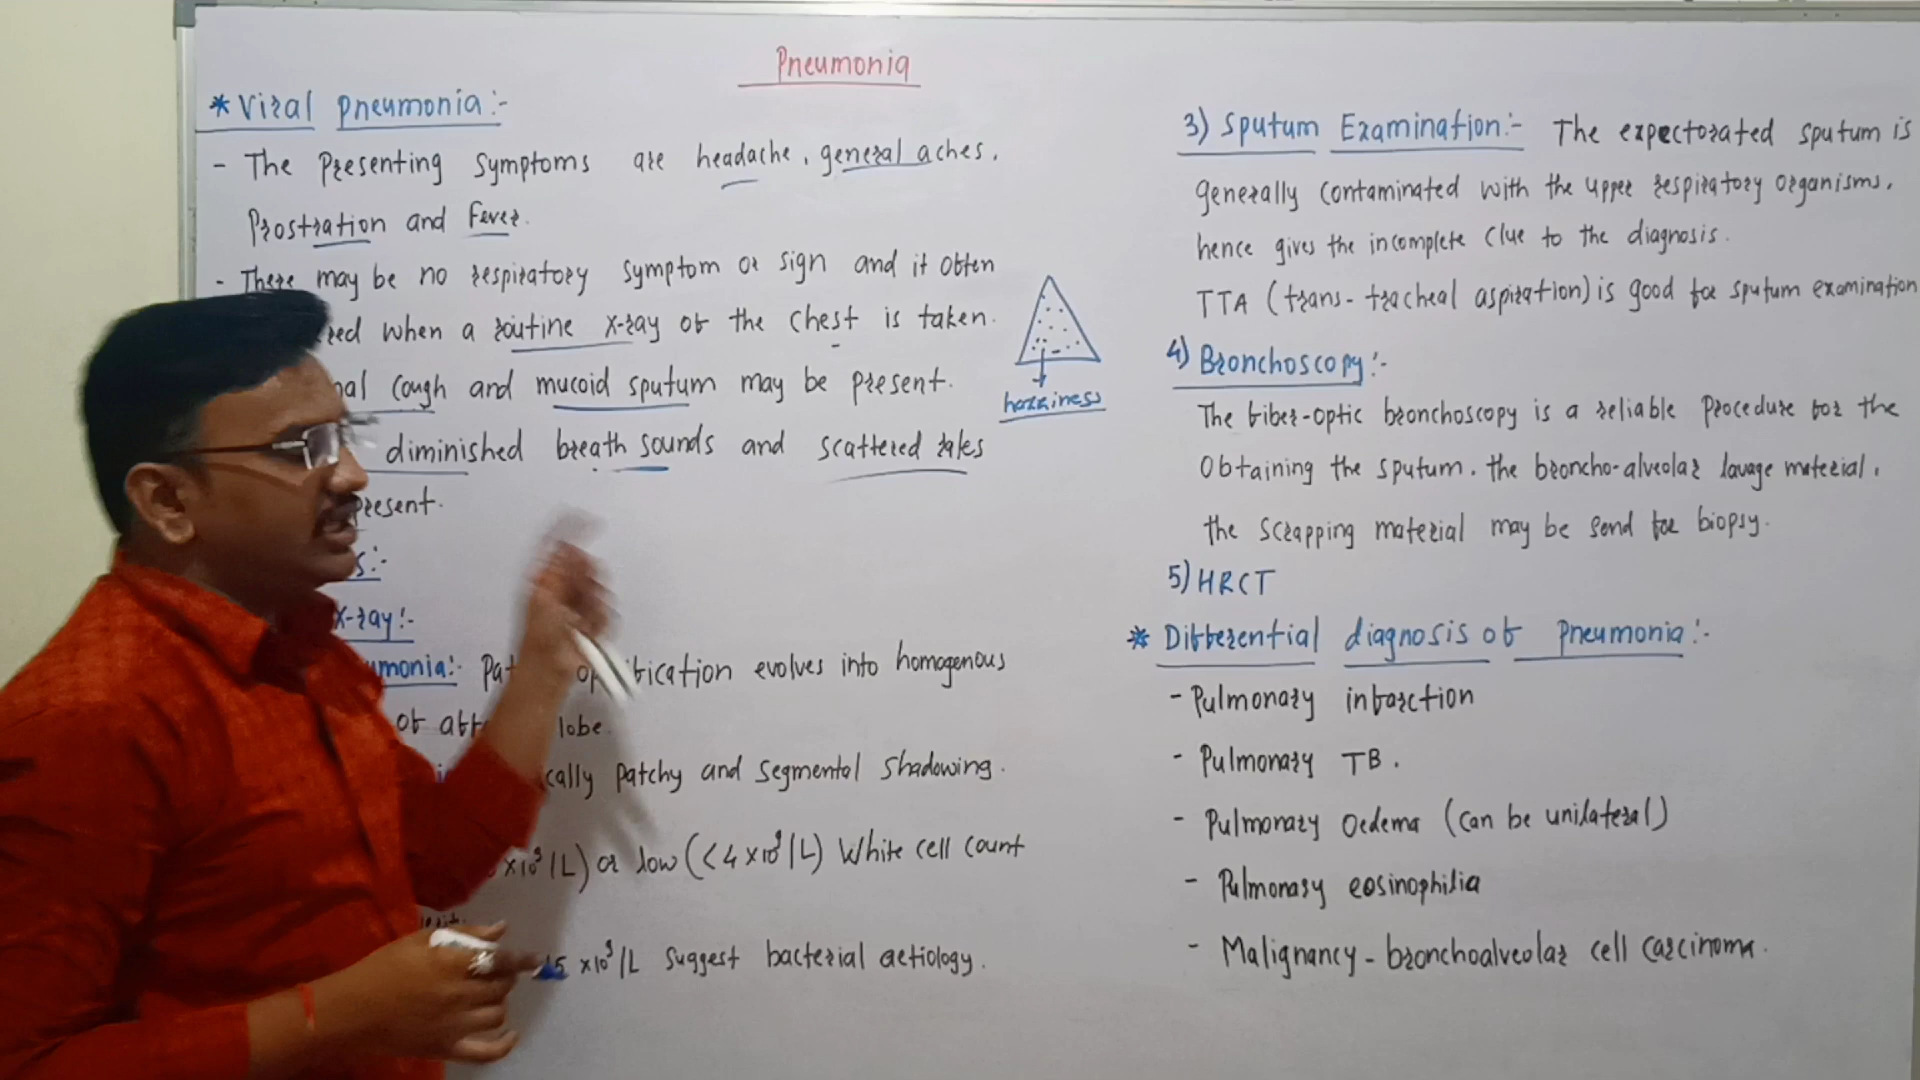 Pneumonia
* Viral Pneumonia:-
- The Presenting Symptoms are headache, general aches,
Prostration and Fever.
- There may be no respiratory symptom or sign and it often
when a routine X-ray of the chest is taken.
cough and mucoid sputum may be present.
diminished breath sounds and scattered rales
present.
X-ray:-
evolves into homogenous
of lobe.
patchy and segmental shadowing.
×10⁹/L) or low (<4×10⁹/L) White cell count
15 ×10⁹/L Suggest bacterial aetiology.
hazziness
3) Sputum Examination:- The expectorated sputum is
generally contaminated with the upper respiratory organisms,
hence gives the incomplete clue to the diagnosis.
TTA (trans-tracheal aspiration) is good for sputum examination
4) Bronchoscopy:-
The fiber-optic bronchoscopy is a reliable Procedure for the
Obtaining the sputum, the broncho-alveolar lavage material,
the scrapping material may be send for biopsy.
5) HRCT
* Differential diagnosis of Pneumonia:-
- Pulmonary infarction
- Pulmonary TB.
- Pulmonary Oedema (can be unilateral)
- Pulmonary eosinophilia
- Malignancy - bronchoalveolar cell carcinoma.